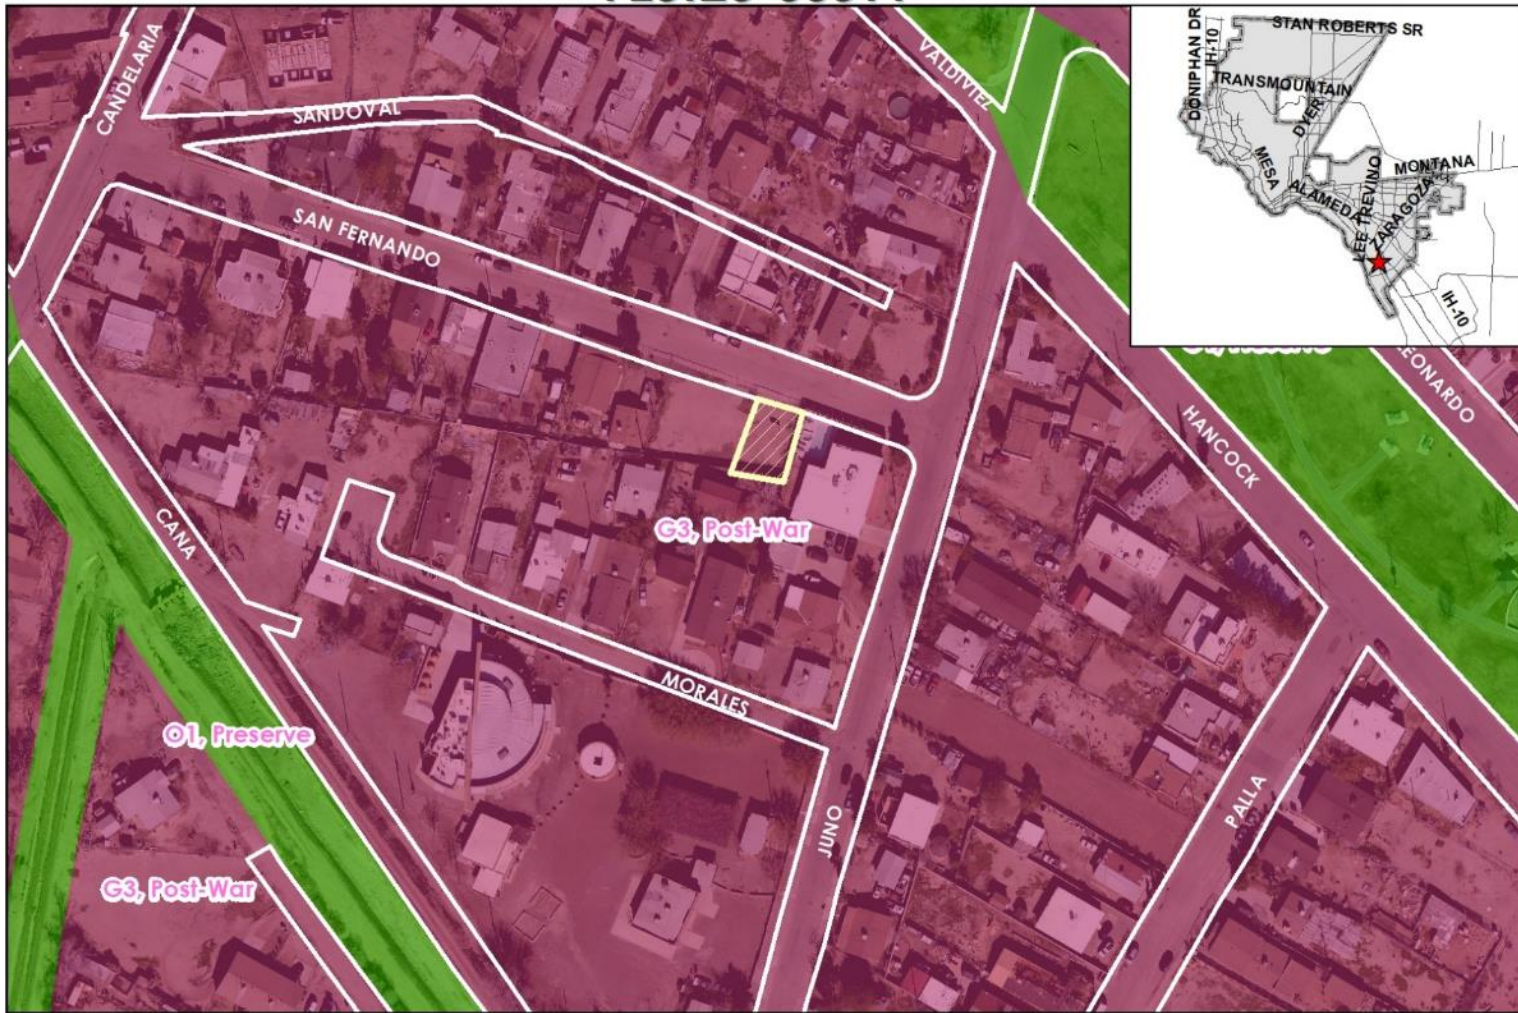 CANDELARIA
SANDOVAL
VALDIVIEZ
SAN FERNANDO
HANCOCK
LEONARDO
CANA
G3, Post-War
MORALES
O1, Preserve
JUNO
PALLA
G3, Post-War
STAN ROBERTS SR
DONIPHAN DR
IH-10
TRANSMOUNTAIN
DYER
MESA
MONTANA
ALAMEDA
LEE TREVINO
ZARAGOZA
IH-10